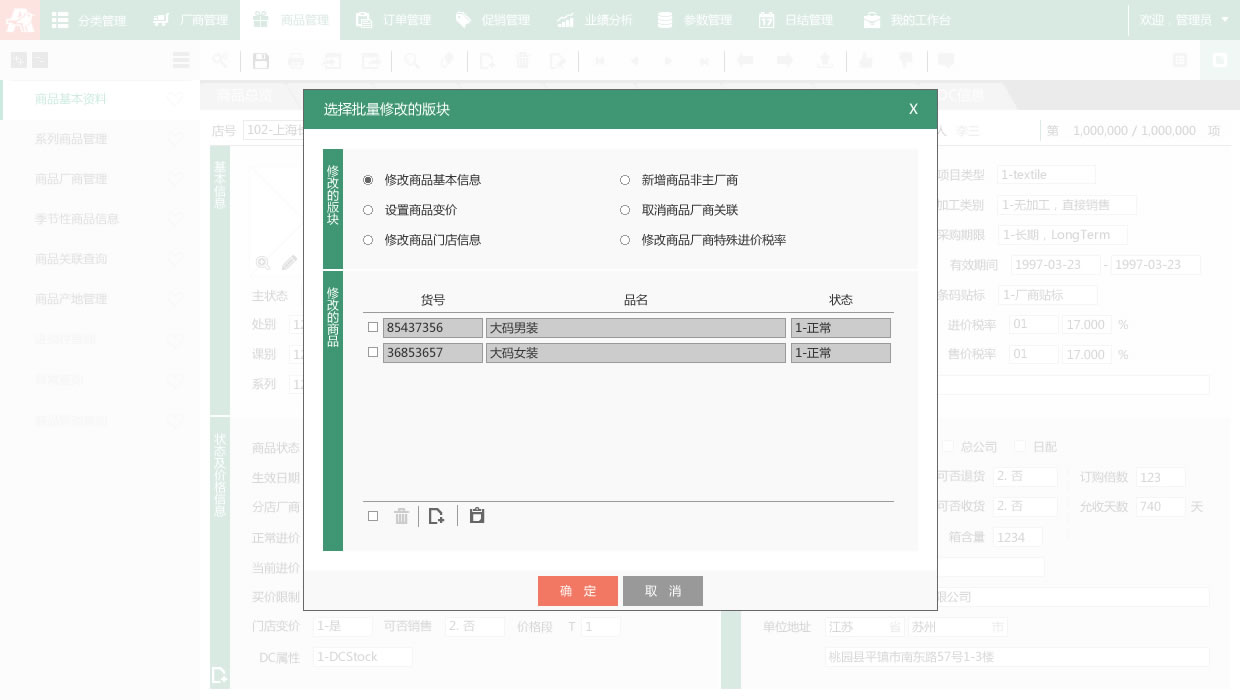 分类管理 厂商管理 商品管理 订单管理 促销管理 业绩分析 参数管理 日结管理 我的工作台 欢迎，管理员
商品基本资料
系列商品管理
商品厂商管理
季节性商品信息
商品关联查询
商品产地管理
商品总览
DC信息
店号 102-上海长
人 李三 第 1,000,000 / 1,000,000 项
选择批量修改的版块 X
修改的版块
修改商品基本信息 新增商品非主厂商
设置商品变价 取消商品厂商关联
修改商品门店信息 修改商品厂商特殊进价税率
修改的商品
货号 品名 状态
85437356 大码男装 1-正常
36853657 大码女装 1-正常
确 定 取 消
基本信息
主状态
处别 12
课别 12
系列 12
项目类型 1-textile
加工类别 1-无加工，直接销售
采购期限 1-长期，LongTerm
有效期间 1997-03-23 - 1997-03-23
条码贴标 1-厂商贴标
进价税率 01 17.000 %
售价税率 01 17.000 %
状态及价格信息
商品状态
生效日期
分店厂商
正常进价
当前进价
买价限制
门店变价 1-是 可否销售 2. 否 价格段 T 1
DC属性 1-DCStock
总公司 日配
可否退货 2. 否 订购倍数 123
可否收货 2. 否 允收天数 740 天
箱含量 1234
限公司
单位地址 江苏 省 苏州 市
桃园县平镇市南东路57号1-3楼